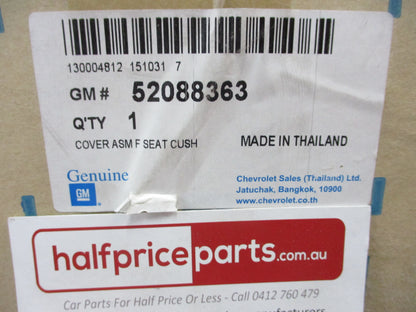 130004812 151031 7
GM # 52088363
Q'TY 1
COVER ASM F SEAT CUSH MADE IN THAILAND
Genuine
GM
Chevrolet Sales (Thailand) Ltd.
Jatuchak, Bangkok, 10900
www.chevrolet.co.th
halfpriceparts.com.au
Car Parts For Half Price Or Less - Call 0412 760 479